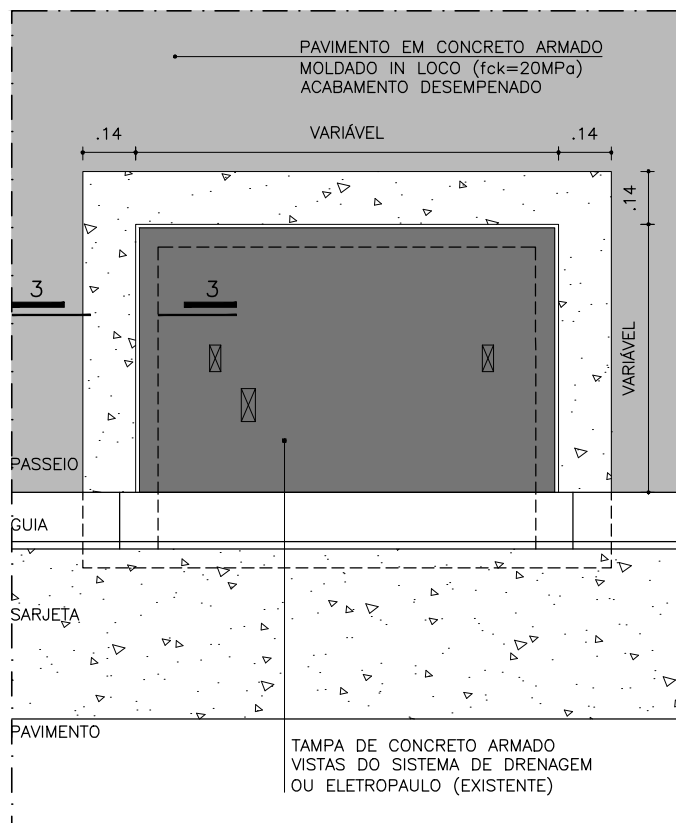 PAVIMENTO EM CONCRETO ARMADO
MOLDADO IN LOCO (fck=20MPa)
ACABAMENTO DESEMPENADO
.14
VARIÁVEL
.14
.14
3
3
VARIÁVEL
PASSEIO
GUIA
SARJETA
PAVIMENTO
TAMPA DE CONCRETO ARMADO
VISTAS DO SISTEMA DE DRENAGEM
OU ELETROPAULO (EXISTENTE)